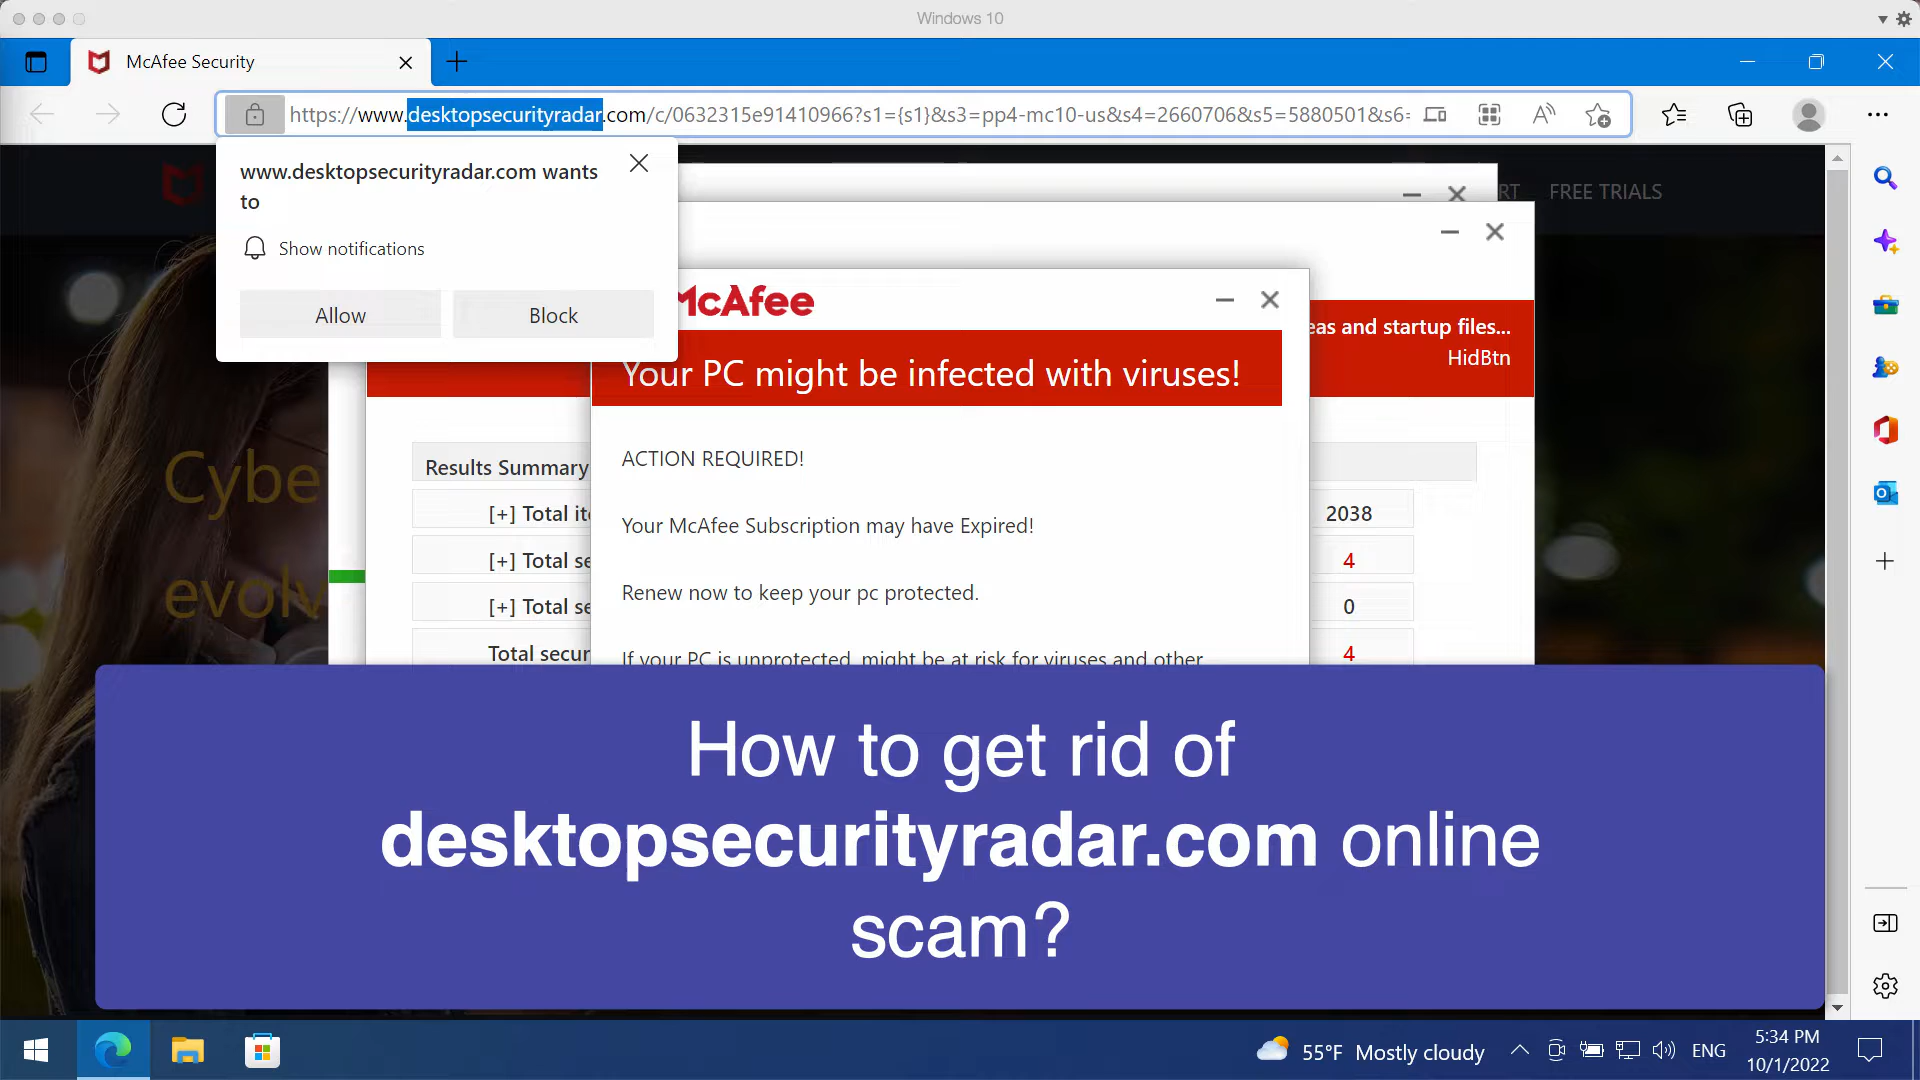 Windows 10
McAfee Security
https://www.desktopsecurityradar.com/c/0632315e91410966?s1={s1}&s3=pp4-mc10-us&s4=2660706&s5=5880501&s6=
www.desktopsecurityradar.com wants
to
Show notifications
Allow
Block
RT
FREE TRIALS
McAfee
eas and startup files...
HidBtn
Your PC might be infected with viruses!
ACTION REQUIRED!
Cybe
evolv
Results Summary
[+] Total ite
2038
Your McAfee Subscription may have Expired!
[+] Total se
4
Renew now to keep your pc protected.
[+] Total se
0
Total secur
4
If your PC is unprotected, might be at risk for viruses and other
How to get rid of
desktopsecurityradar.com online
scam?
55°F Mostly cloudy
ENG
5:34 PM
10/1/2022